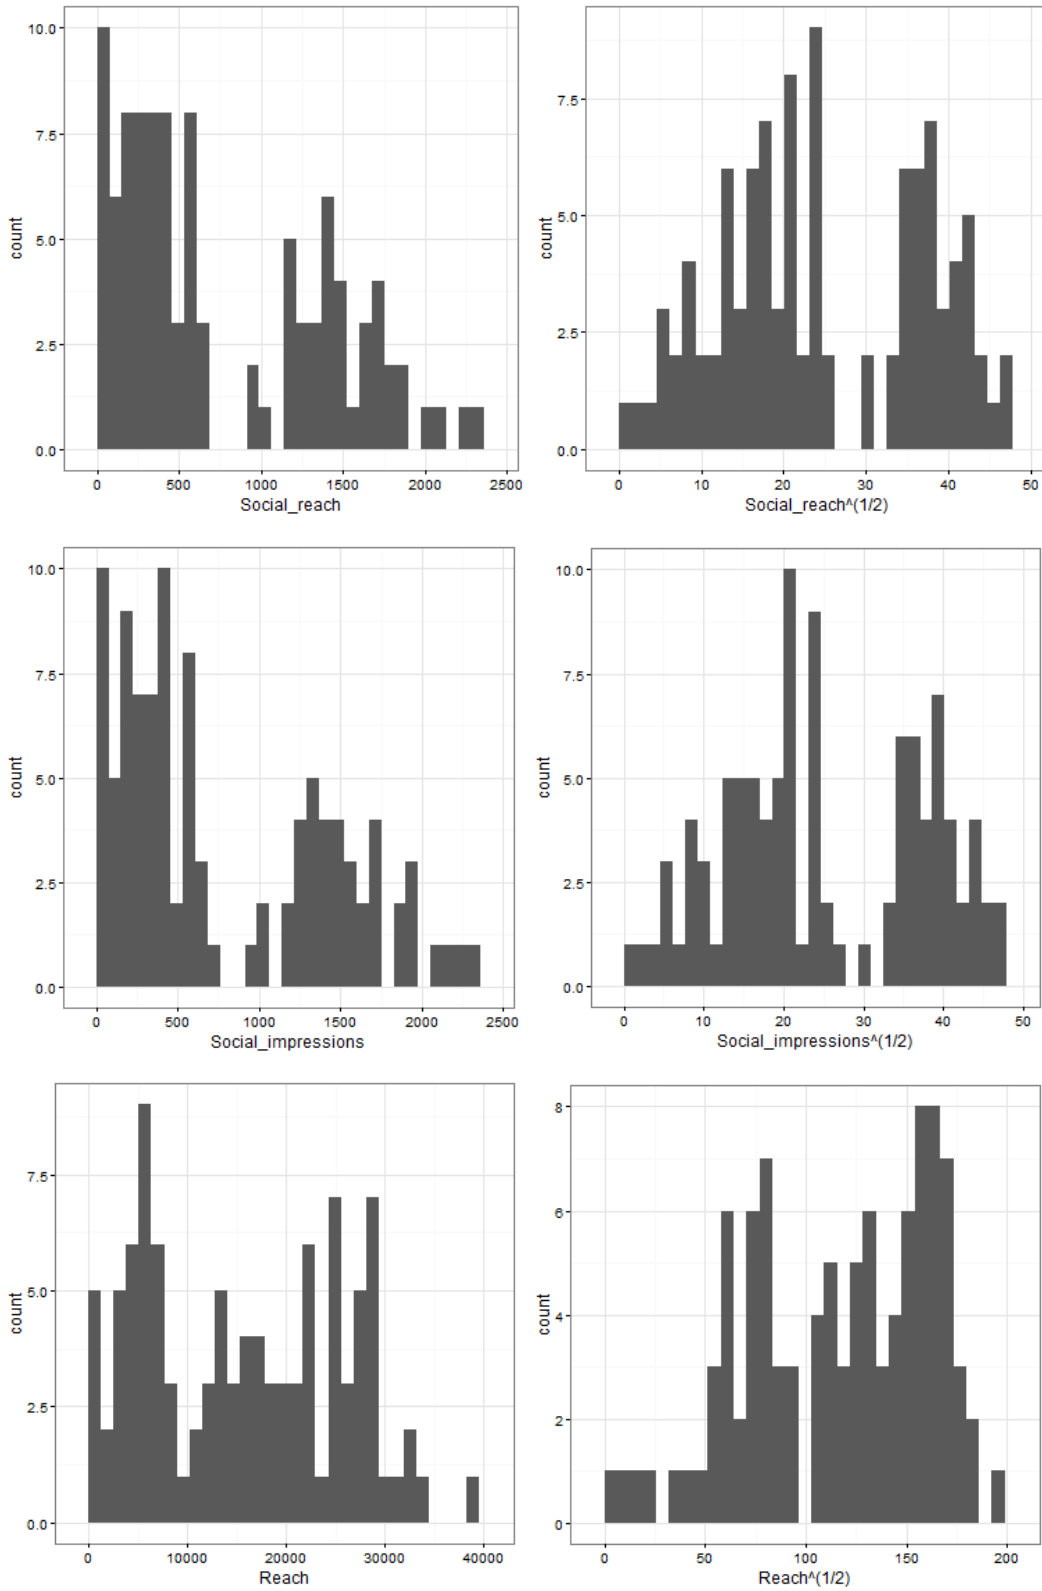 10.0
7.5
5.0
2.5
0.0
count
0 500 1000 1500 2000 2500
Social_reach
7.5
5.0
2.5
0.0
count
0 10 20 30 40 50
Social_reach^(1/2)
10.0
7.5
5.0
2.5
0.0
count
0 500 1000 1500 2000 2500
Social_impressions
10.0
7.5
5.0
2.5
0.0
count
0 10 20 30 40 50
Social_impressions^(1/2)
7.5
5.0
2.5
0.0
count
0 10000 20000 30000 40000
Reach
8
6
4
2
0
count
0 50 100 150 200
Reach^(1/2)